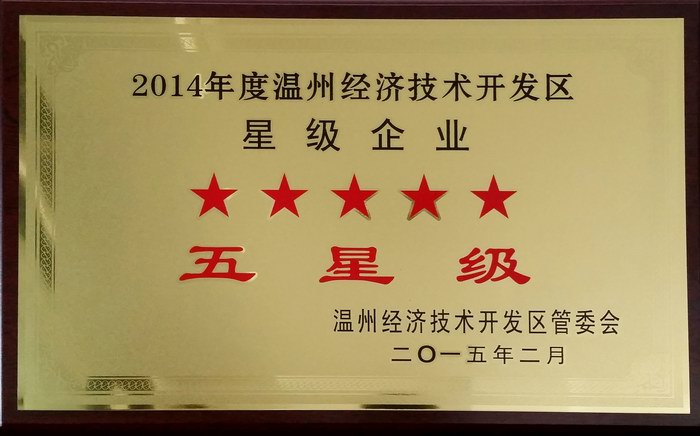 2014年度温州经济技术开发区
星级企业
★★★★★
五星级
温州经济技术开发区管委会
二〇一五年二月